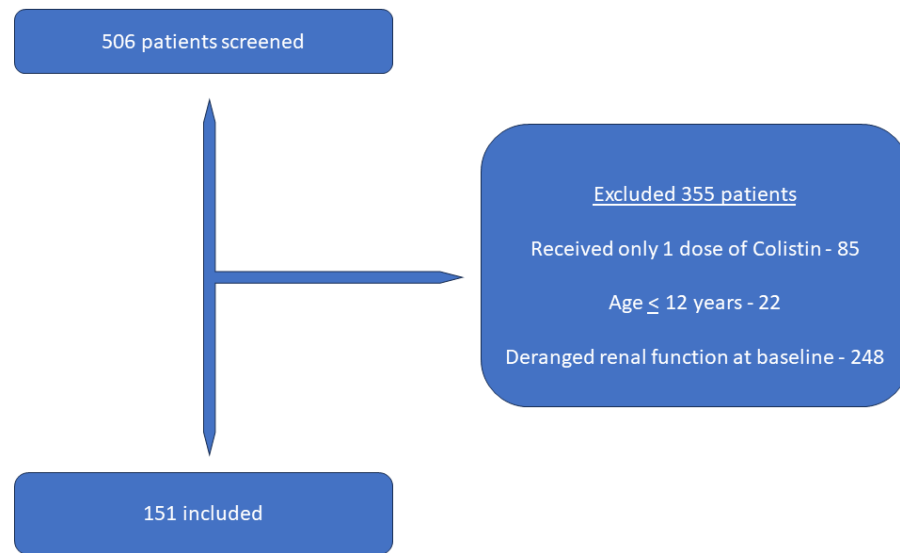 506 patients screened
Excluded 355 patients
Received only 1 dose of Colistin - 85
Age ≤ 12 years - 22
Deranged renal function at baseline - 248
151 included